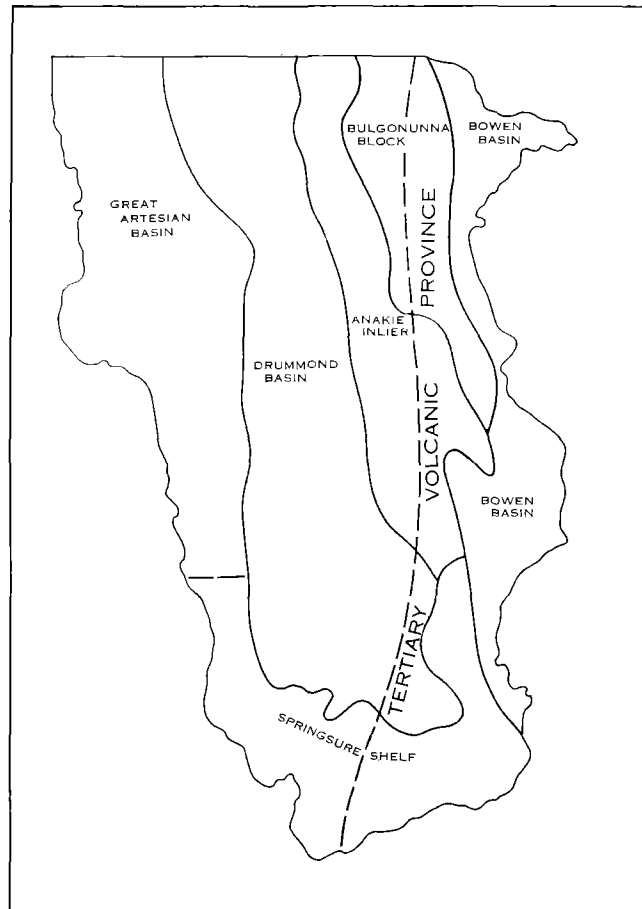 BULGONUNNA
BLOCK
BOWEN
BASIN
GREAT
ARTESIAN
BASIN
PROVINCE
ANAKIE
INLIER
DRUMMOND
BASIN
VOLCANIC
BOWEN
BASIN
TERTIARY
SPRINGSURE SHELF